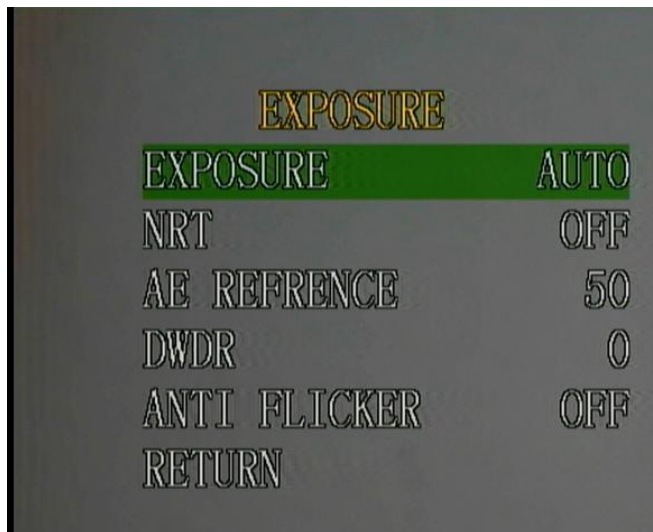 EXPOSURE
EXPOSURE AUTO
NRT OFF
AE REFRENCE 50
DWDR 0
ANTI FLICKER OFF
RETURN